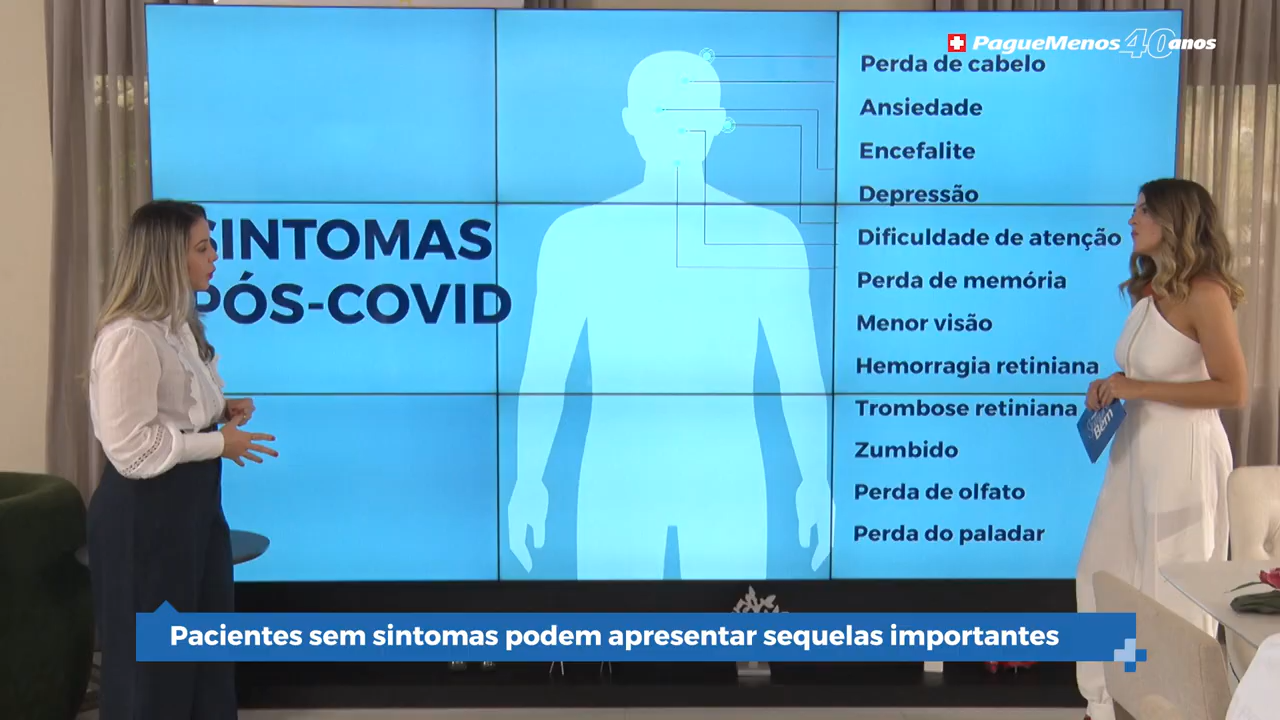 PagueMenos 40 anos
SINTOMAS
PÓS-COVID
Perda de cabelo
Ansiedade
Encefalite
Depressão
Dificuldade de atenção
Perda de memória
Menor visão
Hemorragia retiniana
Trombose retiniana
Zumbido
Perda de olfato
Perda do paladar
Bem
Pacientes sem sintomas podem apresentar sequelas importantes